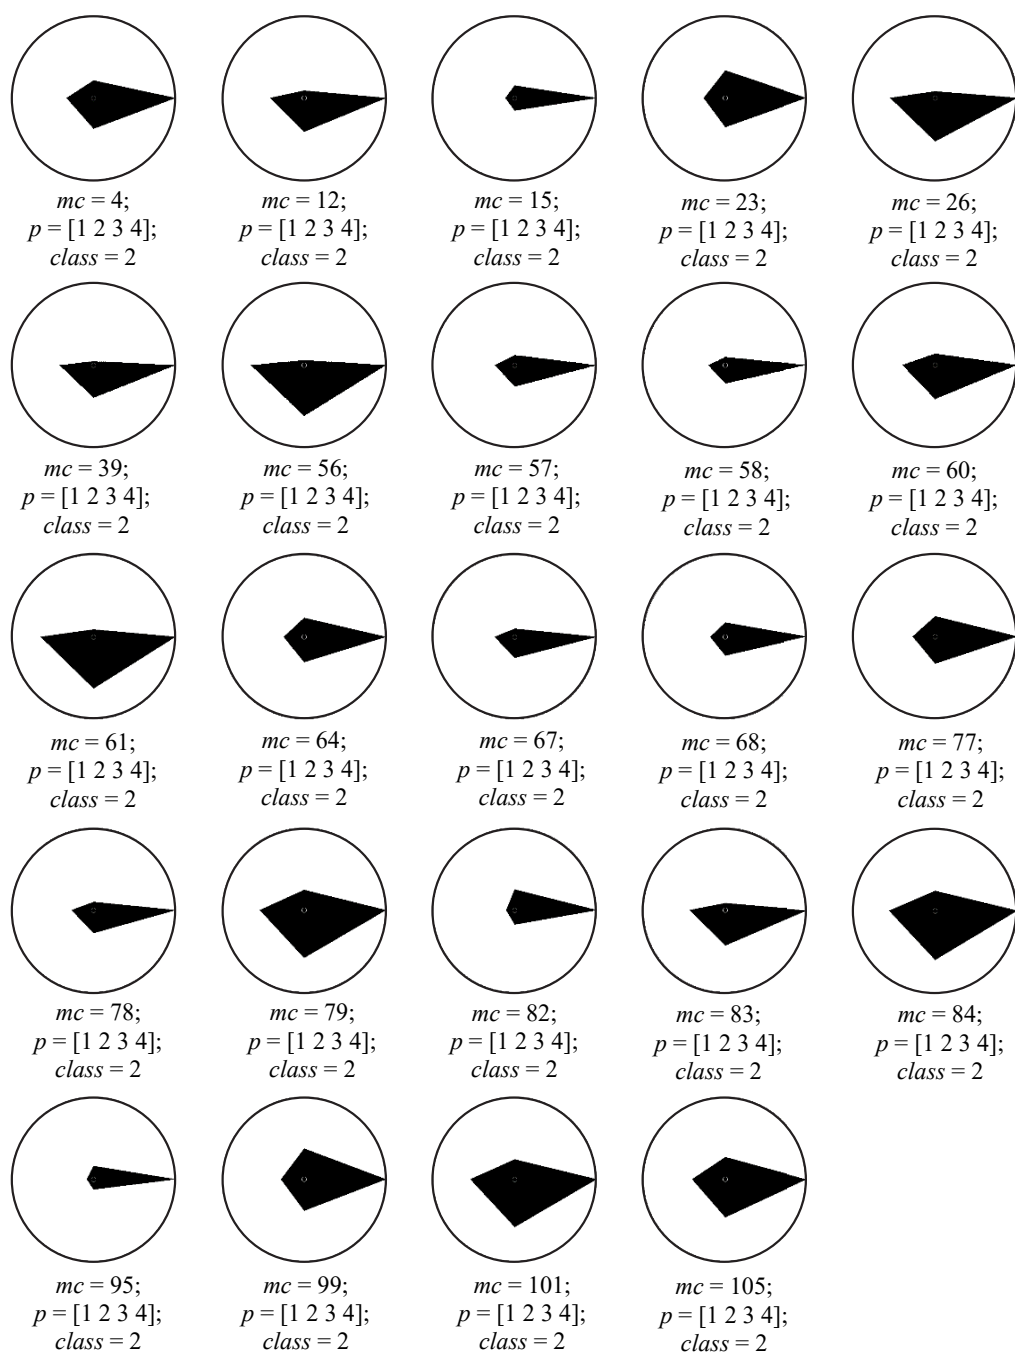 mc = 4;
p = [1 2 3 4];
class = 2
mc = 12;
p = [1 2 3 4];
class = 2
mc = 15;
p = [1 2 3 4];
class = 2
mc = 23;
p = [1 2 3 4];
class = 2
mc = 26;
p = [1 2 3 4];
class = 2
mc = 39;
p = [1 2 3 4];
class = 2
mc = 56;
p = [1 2 3 4];
class = 2
mc = 57;
p = [1 2 3 4];
class = 2
mc = 58;
p = [1 2 3 4];
class = 2
mc = 60;
p = [1 2 3 4];
class = 2
mc = 61;
p = [1 2 3 4];
class = 2
mc = 64;
p = [1 2 3 4];
class = 2
mc = 67;
p = [1 2 3 4];
class = 2
mc = 68;
p = [1 2 3 4];
class = 2
mc = 77;
p = [1 2 3 4];
class = 2
mc = 78;
p = [1 2 3 4];
class = 2
mc = 79;
p = [1 2 3 4];
class = 2
mc = 82;
p = [1 2 3 4];
class = 2
mc = 83;
p = [1 2 3 4];
class = 2
mc = 84;
p = [1 2 3 4];
class = 2
mc = 95;
p = [1 2 3 4];
class = 2
mc = 99;
p = [1 2 3 4];
class = 2
mc = 101;
p = [1 2 3 4];
class = 2
mc = 105;
p = [1 2 3 4];
class = 2